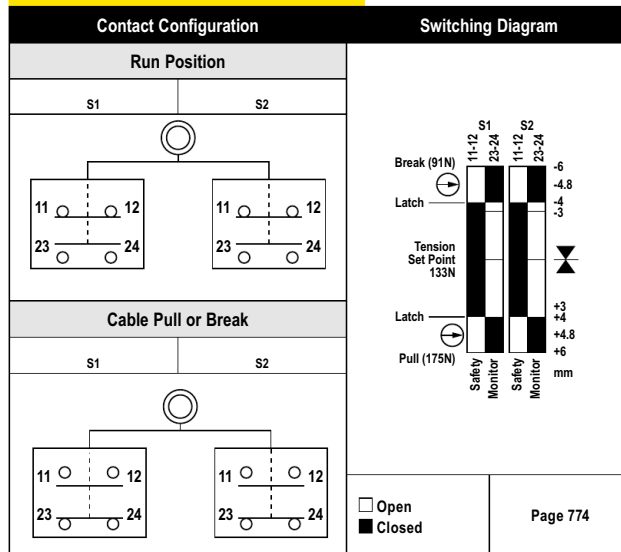 Contact Configuration
Run Position
S1 S2
11 12 11 12
23 24 23 24
Cable Pull or Break
S1 S2
11 12 11 12
23 24 23 24
Switching Diagram
S1 S2
11-12 23-24 11-12 23-24
Break (91N)
Latch
Tension
Set Point
133N
Latch
Pull (175N)
-6
-4.8
-4
-3
+3
+4
+4.8
+6
mm
Safety Monitor Safety Monitor
Open
Closed
Page 774